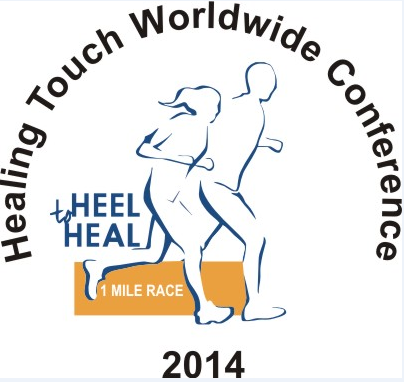 Healing Touch Worldwide Conference
HEEL
to
HEAL
1 MILE RACE
2014